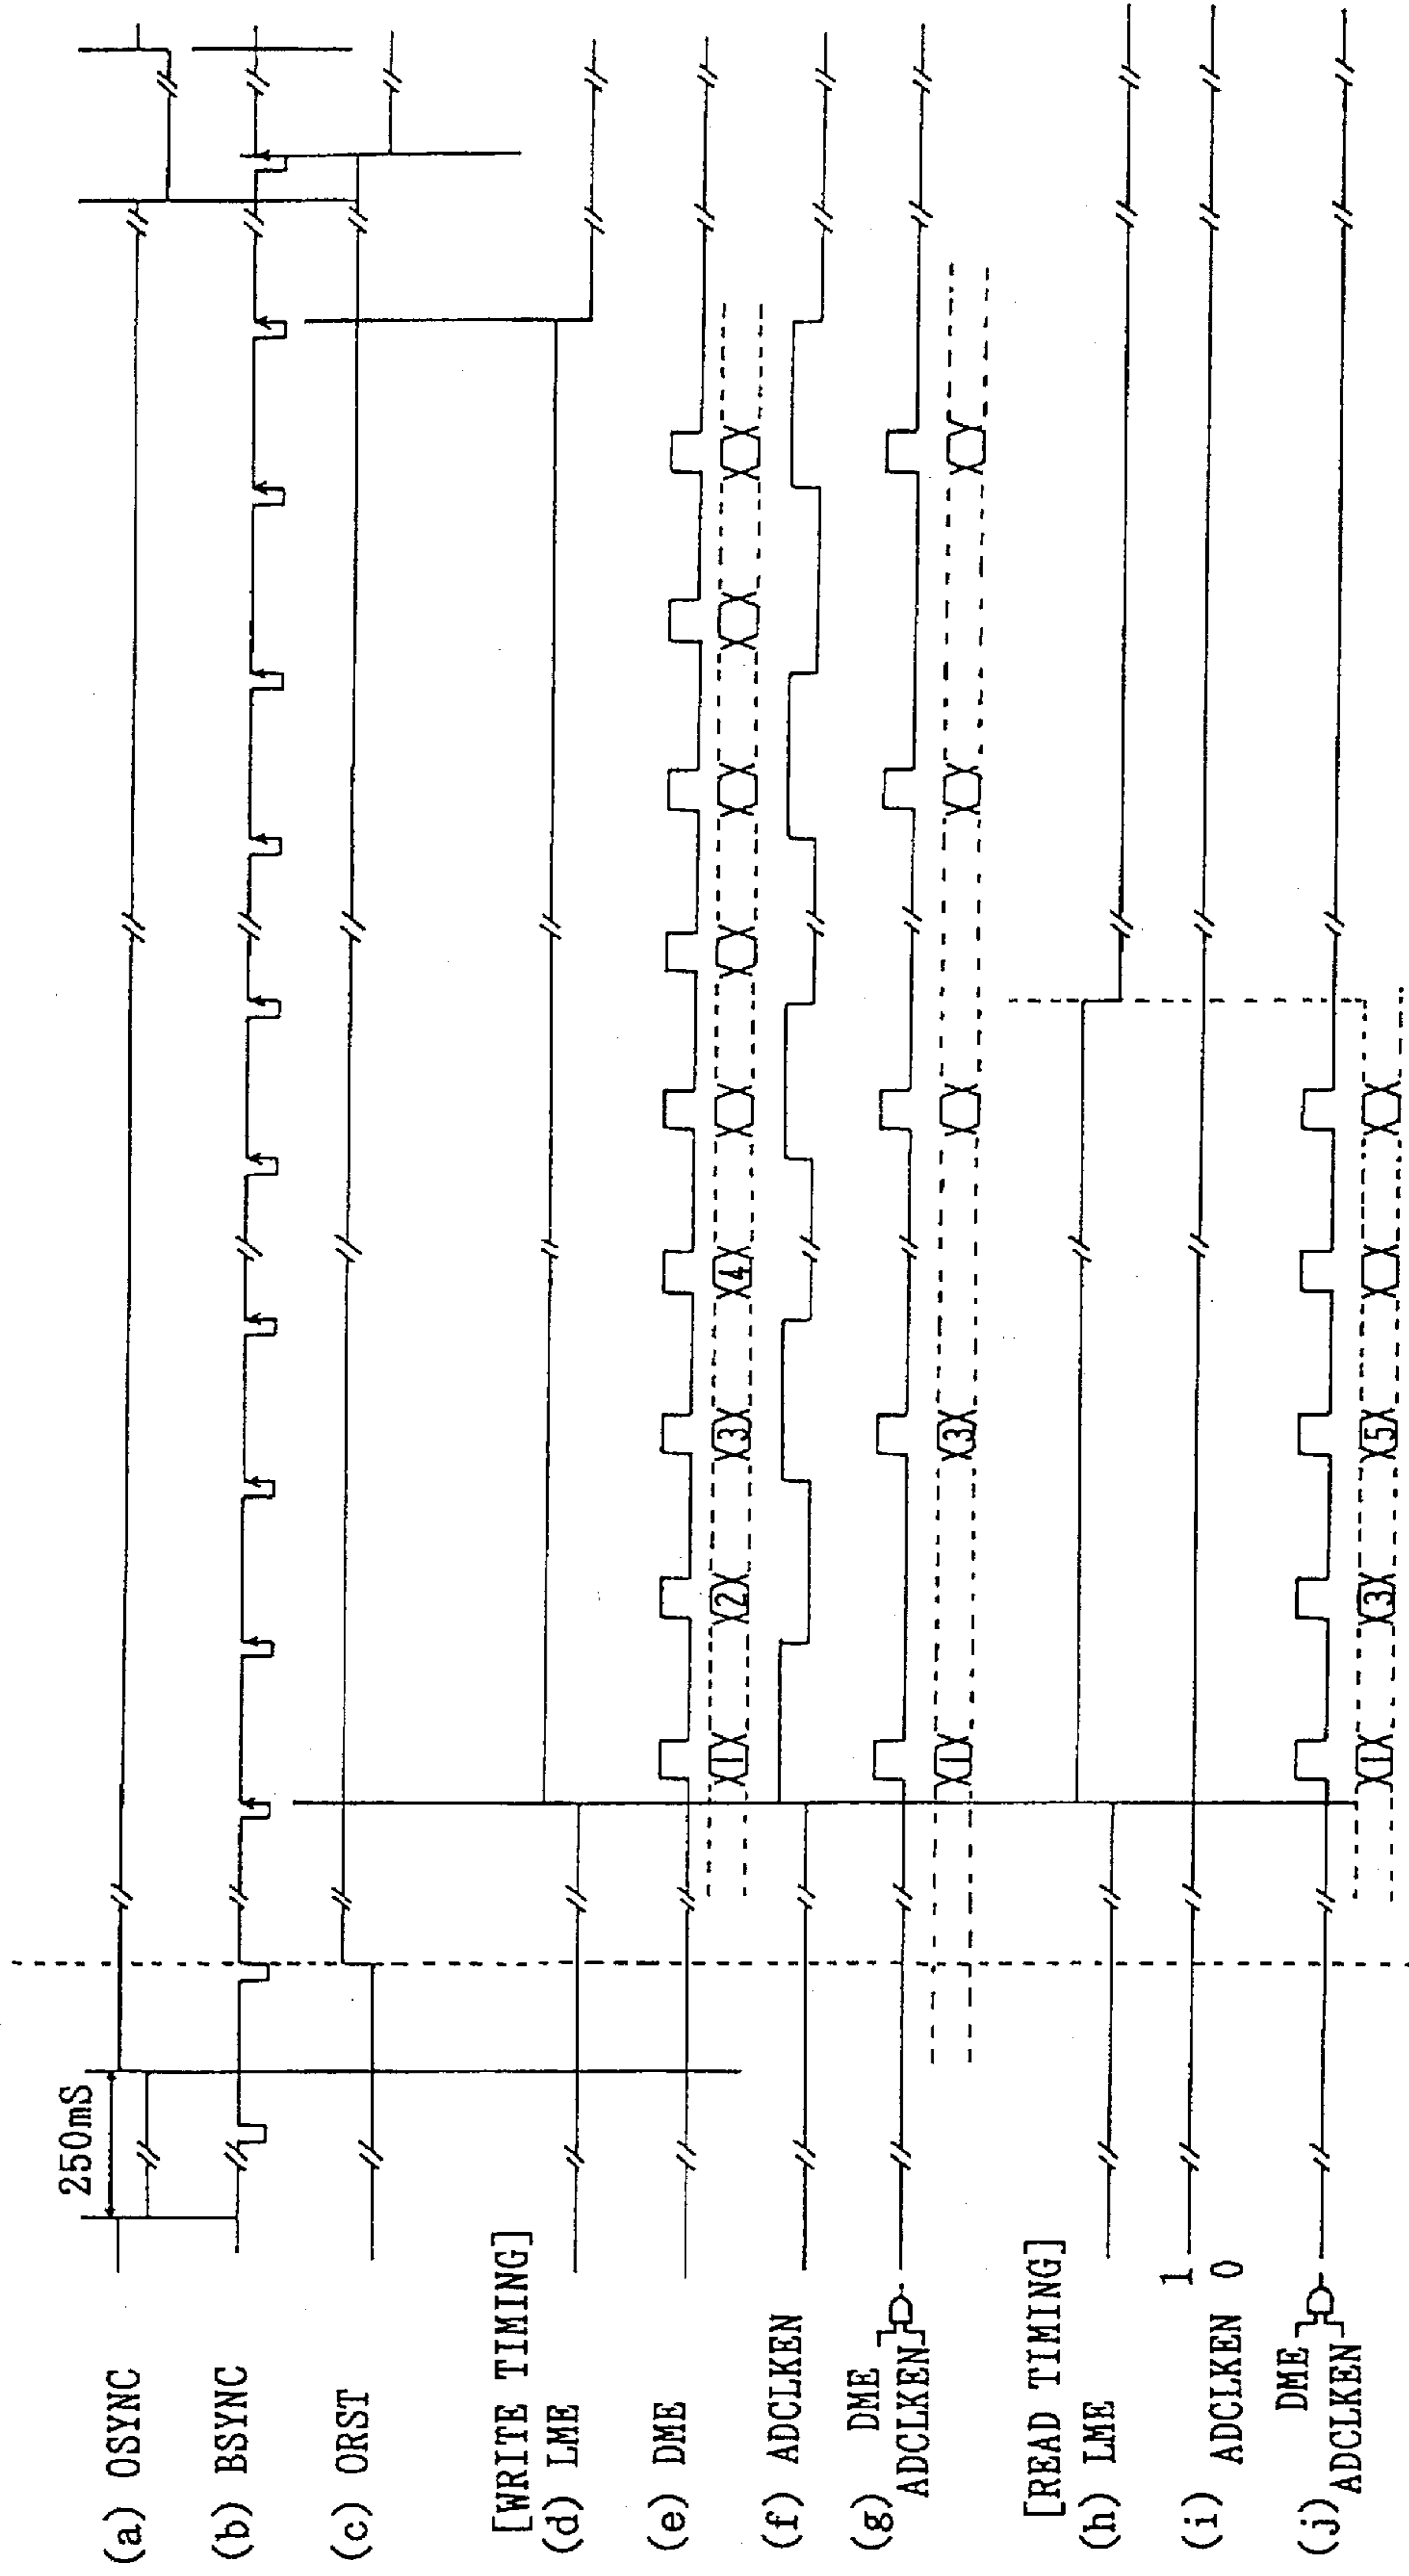 250mS
(a) OSYNC
(b) BSYNC
(c) ORST
[WRITE TIMING]
(d) LME
(e) DME
1 2 3 4
(f) ADCLKEN
(g) DME
ADCLKEN
1 3
[READ TIMING]
(h) LME
(i) 1
ADCLKEN 0
(j) DME
ADCLKEN
1 3 5